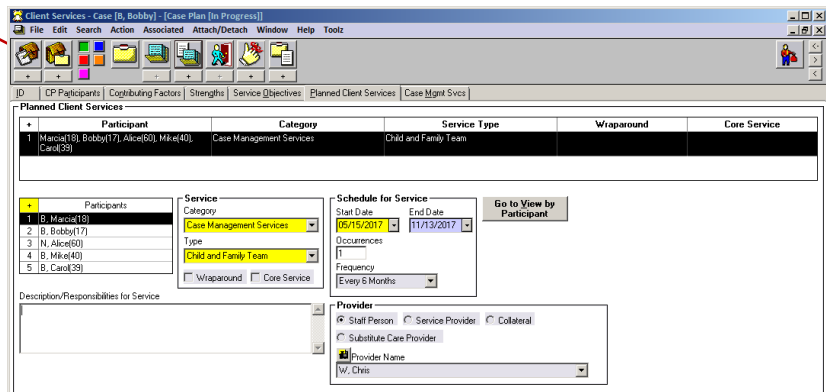 Client Services - Case [B, Bobby] - [Case Plan [In Progress]]
File Edit Search Action Associated Attach/Detach Window Help Toolz
+ + + + + + +
ID CP Participants Contributing Factors Strengths Service Objectives Planned Client Services Case Mgmt Svcs
Planned Client Services
+ Participant Category Service Type Wraparound Core Service
1 Marcia(18), Bobby(17), Alice(60), Mike(40), Carol(39) Case Management Services Child and Family Team
+ Participants
1 B, Marcia(18)
2 B, Bobby(17)
3 N, Alice(60)
4 B, Mike(40)
5 B, Carol(39)
Service
Category
Case Management Services
Type
Child and Family Team
Wraparound Core Service
Schedule for Service
Start Date End Date
05/15/2017 11/13/2017
Occurrences
1
Frequency
Every 6 Months
Go to View by
Participant
Description/Responsibilities for Service
Provider
Staff Person Service Provider Collateral
Substitute Care Provider
Provider Name
W, Chris